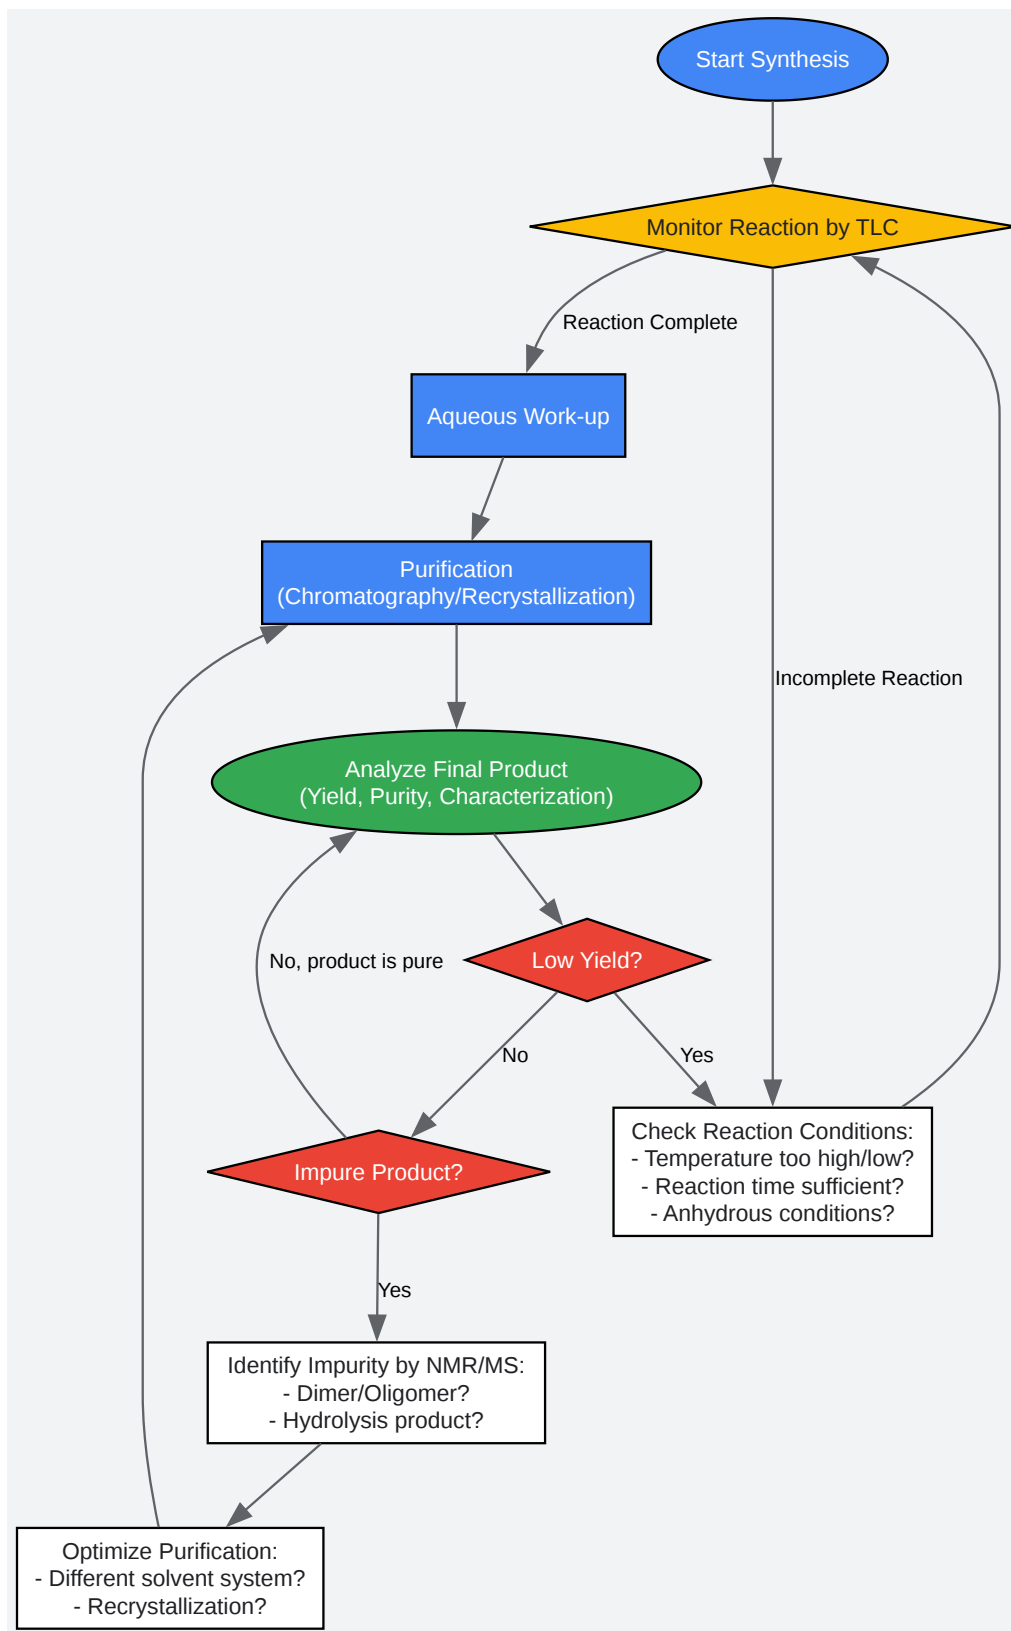 Start Synthesis
Monitor Reaction by TLC
Reaction Complete
Aqueous Work-up
Purification
(Chromatography/Recrystallization)
Incomplete Reaction
Analyze Final Product
(Yield, Purity, Characterization)
No, product is pure
Low Yield?
No
Yes
Check Reaction Conditions:
- Temperature too high/low?
- Reaction time sufficient?
- Anhydrous conditions?
Impure Product?
Yes
Identify Impurity by NMR/MS:
- Dimer/Oligomer?
- Hydrolysis product?
Optimize Purification:
- Different solvent system?
- Recrystallization?